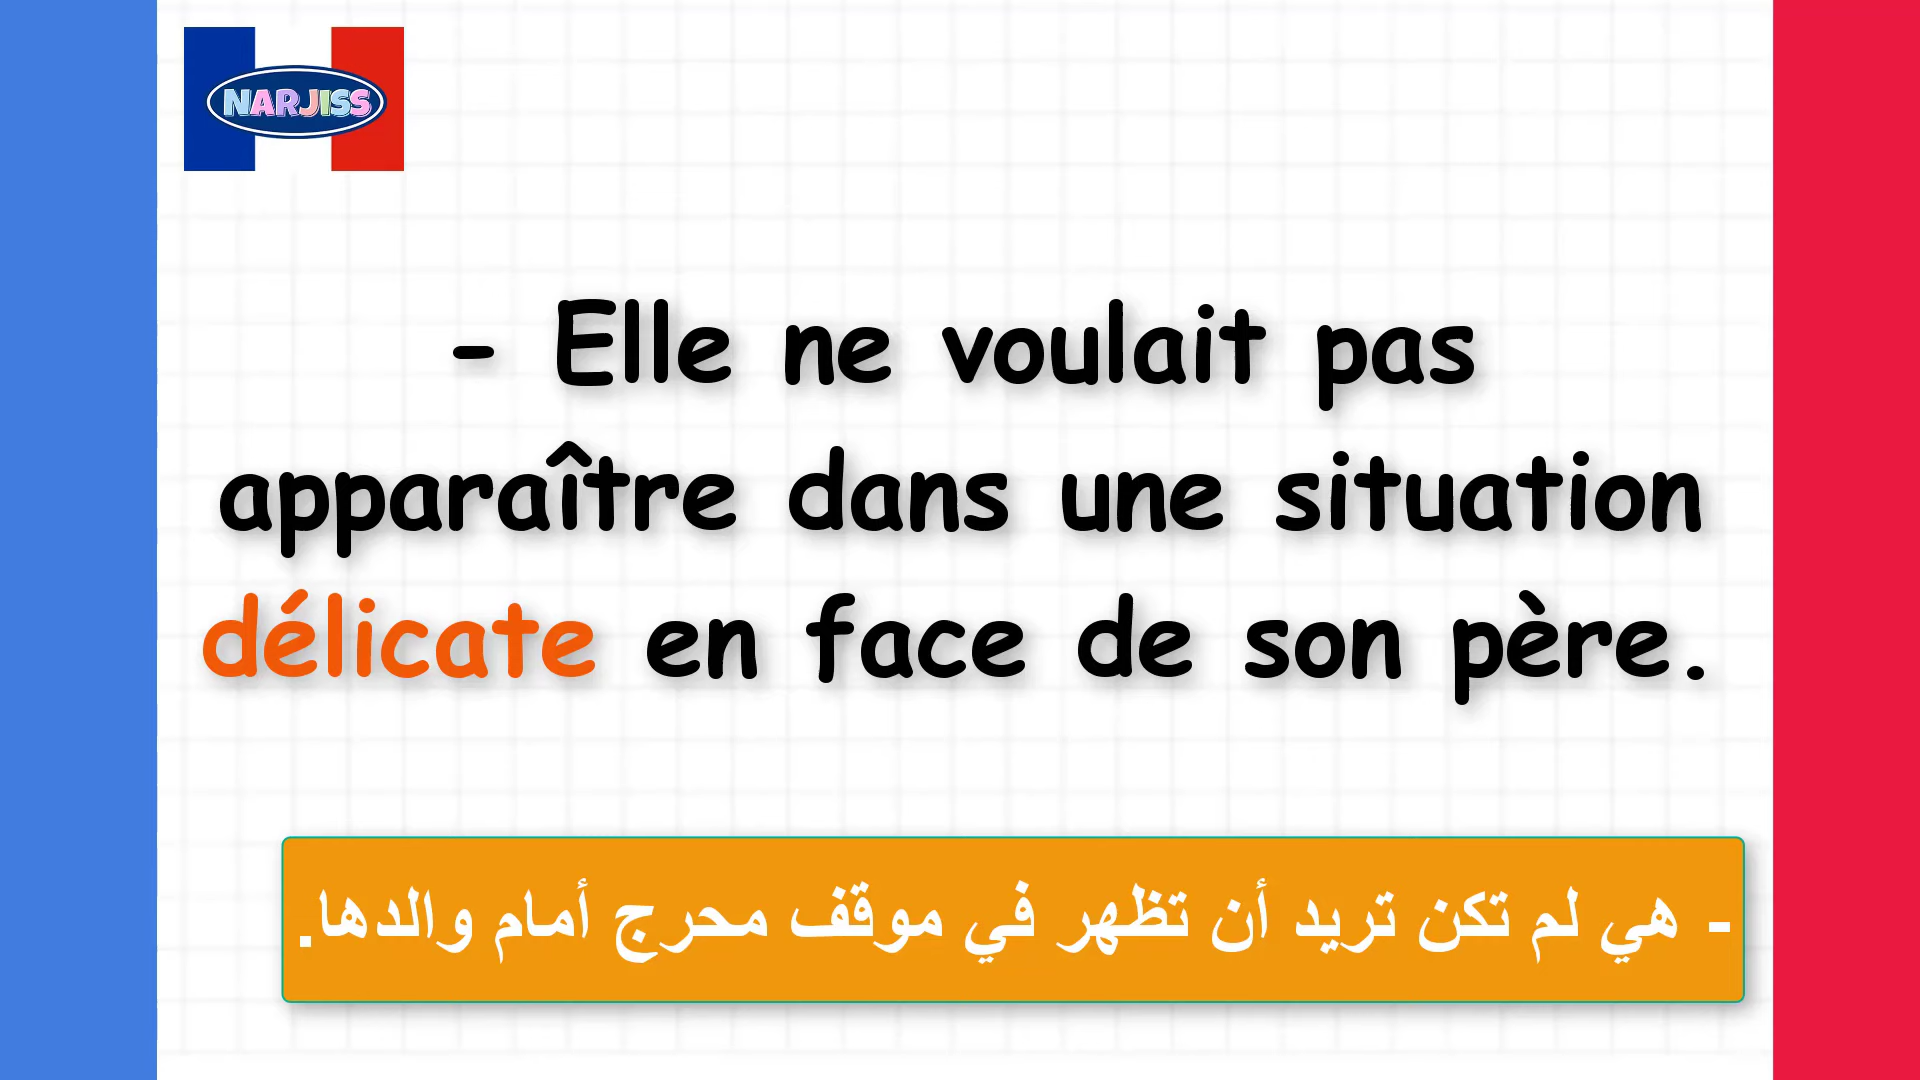 NARJISS
- Elle ne voulait pas
apparaître dans une situation
délicate en face de son père.
- هي لم تكن تريد أن تظهر في موقف محرج أمام والدها.